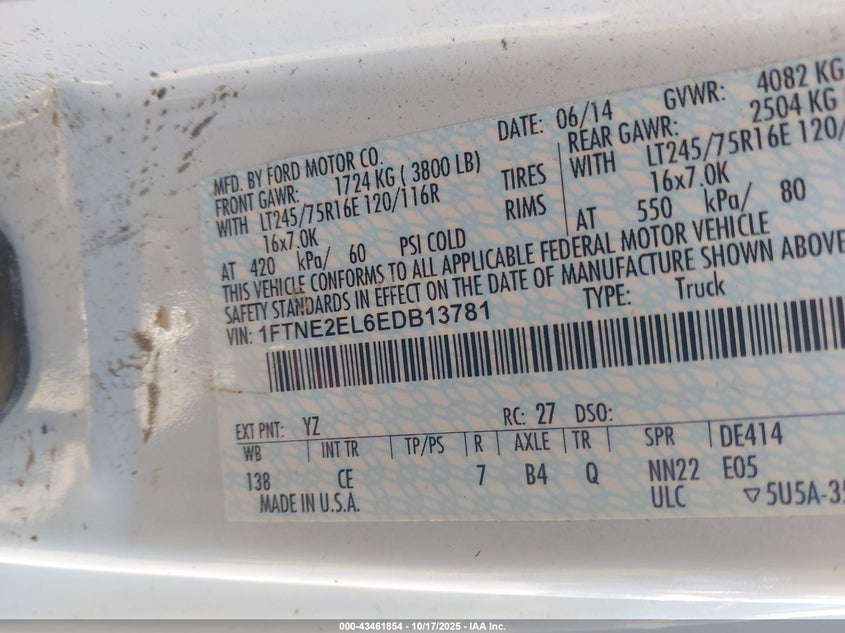 MFD. BY FORD MOTOR CO.
DATE: 06/14
GVWR: 4082 KG
FRONT GAWR: 1724 KG ( 3800 LB)
REAR GAWR: 2504 KG
WITH LT245/75R16E 120/116R TIRES
WITH LT245/75R16E 120/
16x7.0K RIMS
16x7.0K
AT 420 kPa/ 60 PSI COLD
AT 550 kPa/ 80
THIS VEHICLE CONFORMS TO ALL APPLICABLE FEDERAL MOTOR VEHICLE
SAFETY STANDARDS IN EFFECT ON THE DATE OF MANUFACTURE SHOWN ABOVE
VIN: 1FTNE2EL6EDB13781
TYPE: Truck
EXT PNT: YZ RC: 27 DSO:
WB INT TR TP/PS R AXLE TR SPR DE414
138 CE 7 B4 Q NN22 E05
MADE IN U.S.A. ULC ▽5U5A-35
000-43461854 - 10/17/2025 - IAA Inc.